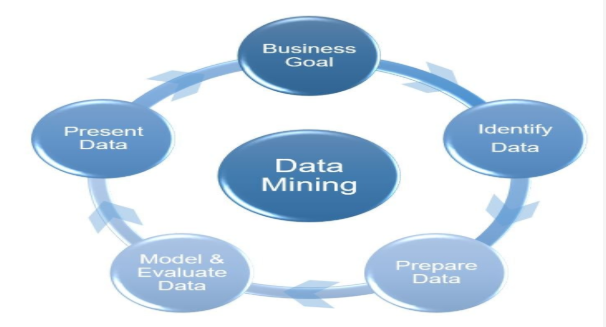 Business
Goal
Identify
Data
Prepare
Data
Model &
Evaluate
Data
Present
Data
Data
Mining